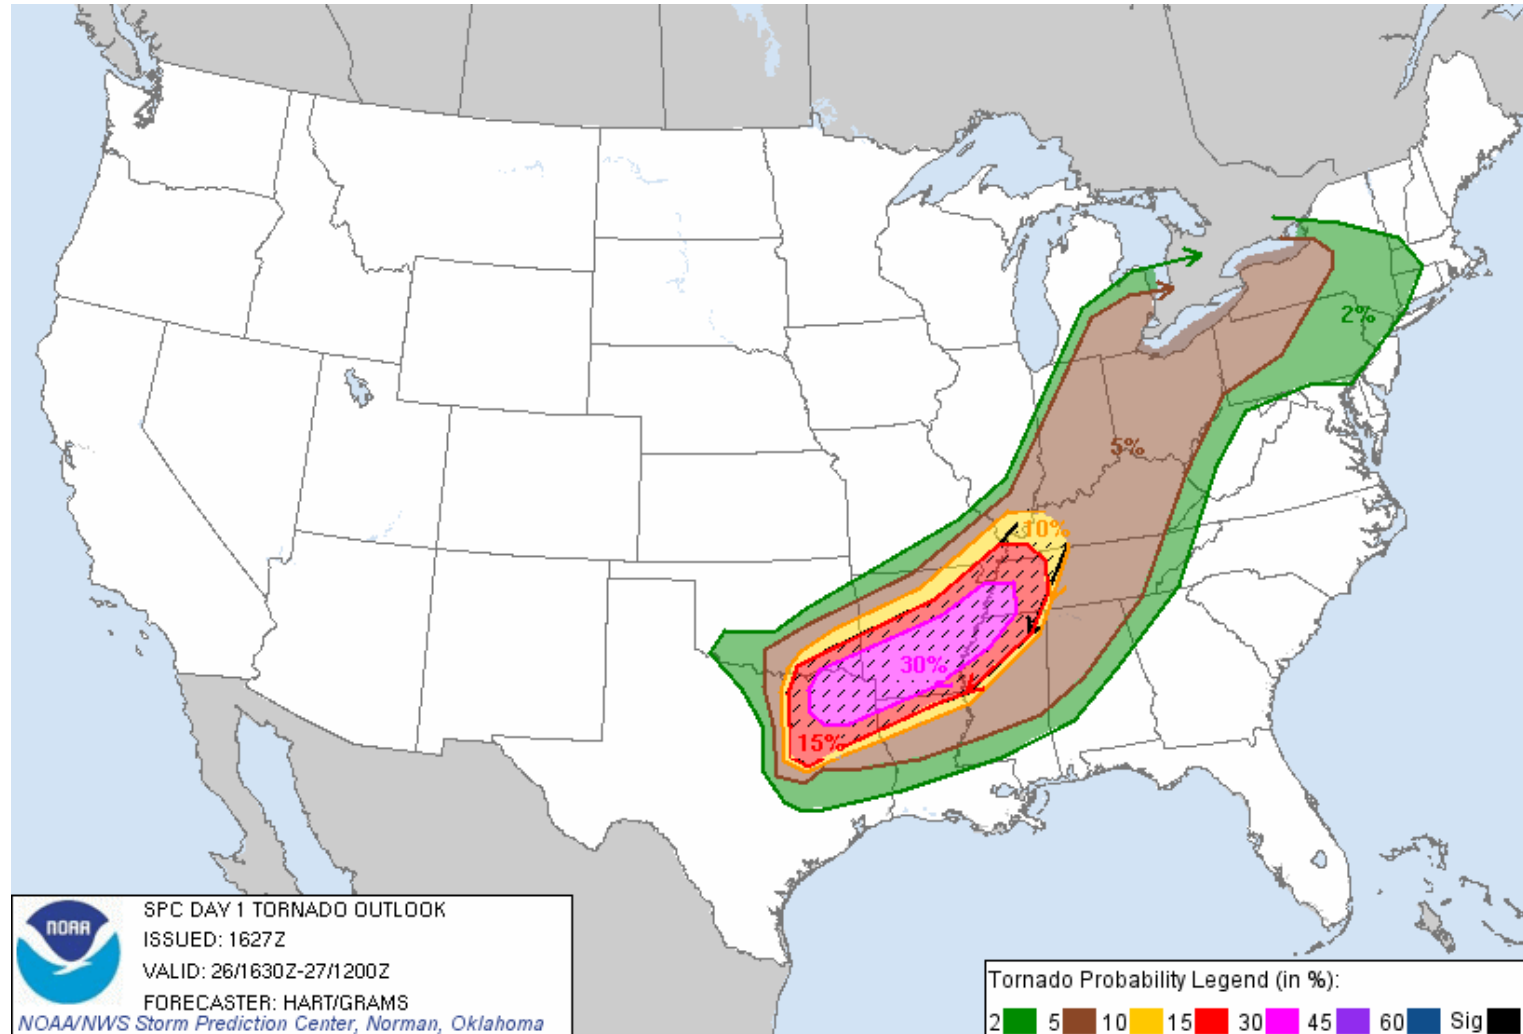 2%
5%
10%
30%
15%
NOAA
SPC DAY 1 TORNADO OUTLOOK
ISSUED: 1627Z
VALID: 26/1630Z-27/1200Z
FORECASTER: HART/GRAMS
NOAA/NWS Storm Prediction Center, Norman, Oklahoma
Tornado Probability Legend (in %):
2 5 10 15 30 45 60 Sig